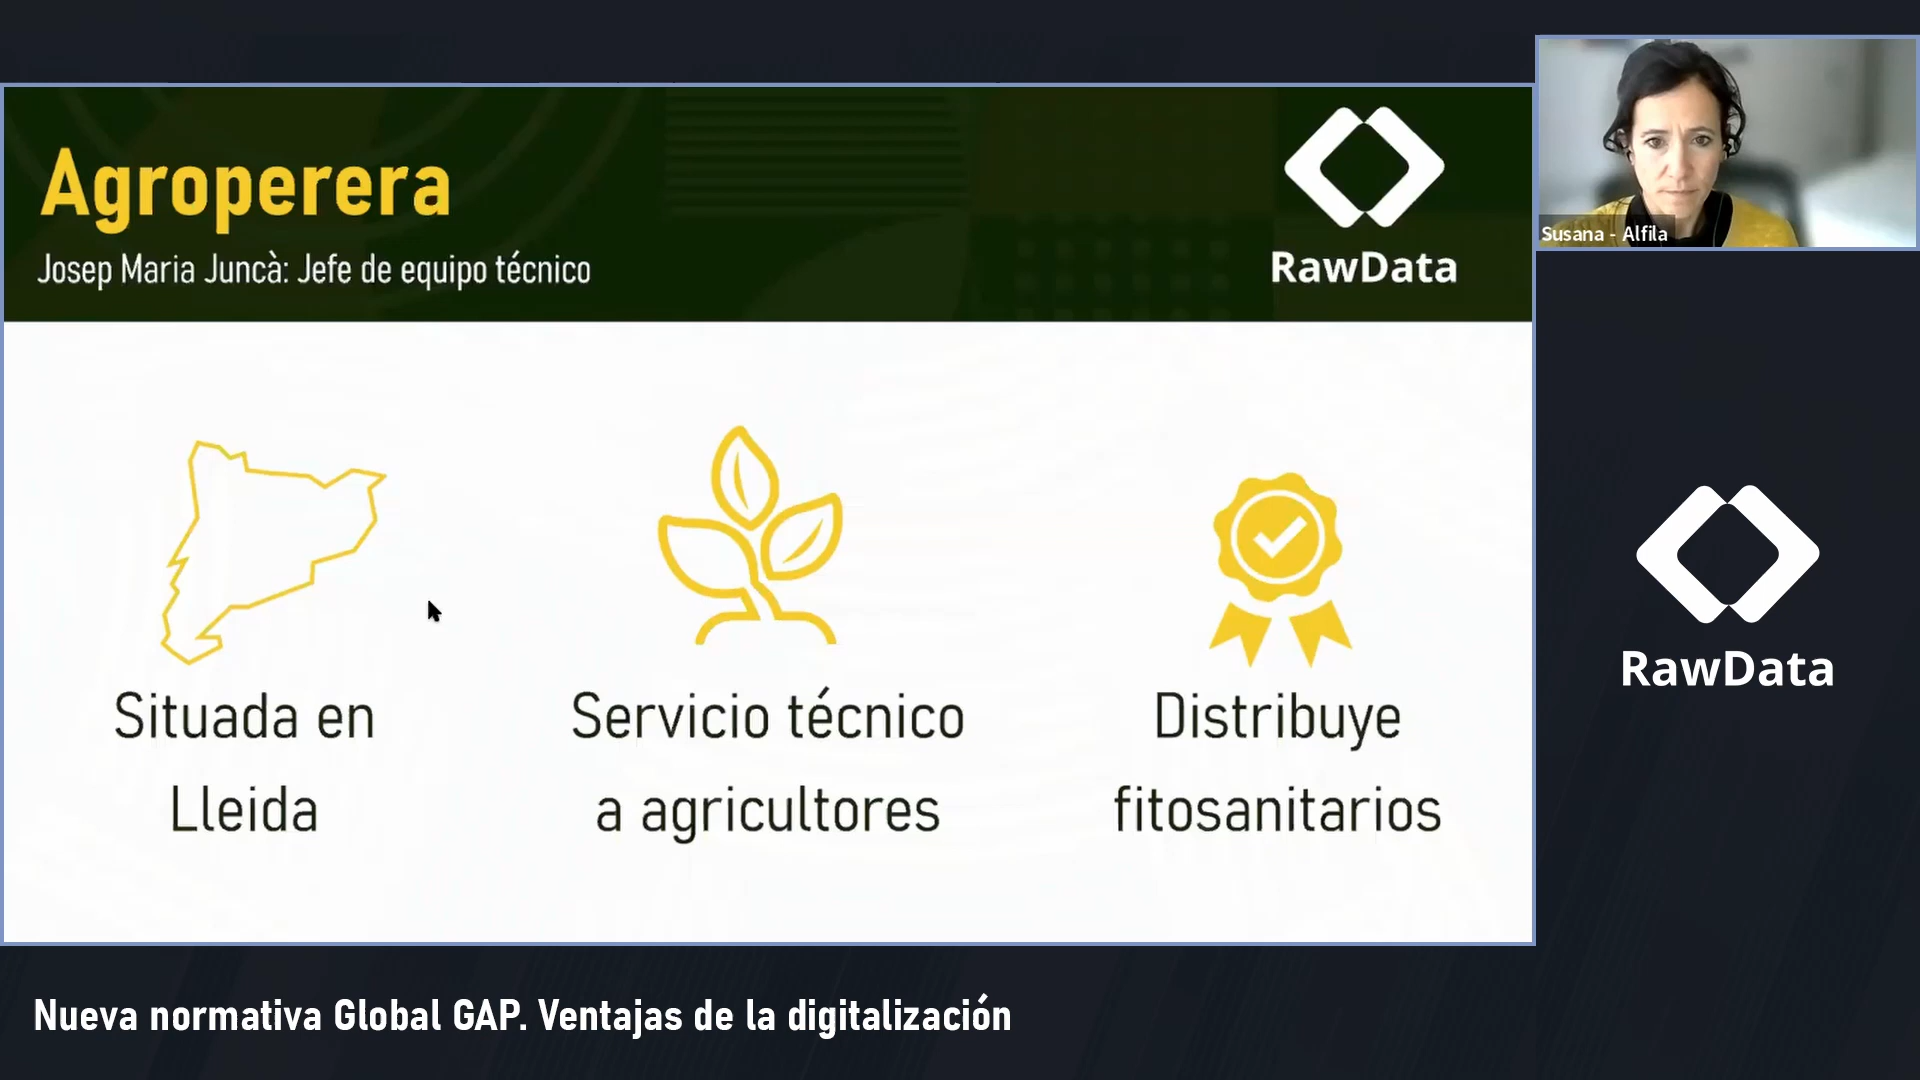 Agroperera
Josep Maria Juncà: Jefe de equipo técnico
RawData
Susana - Alfila
Situada en
Lleida
Servicio técnico
a agricultores
Distribuye
fitosanitarios
RawData
Nueva normativa Global GAP. Ventajas de la digitalización